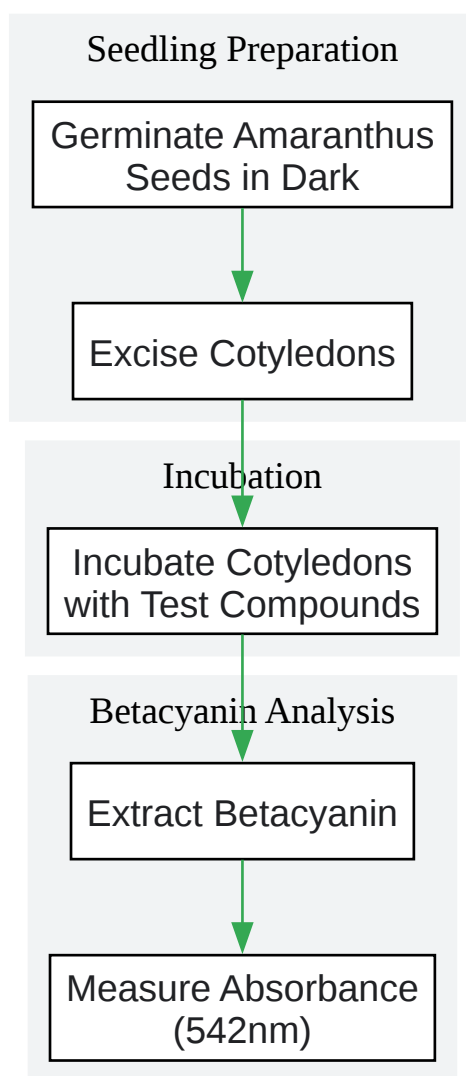 Seedling Preparation
Germinate Amaranthus
Seeds in Dark
Excise Cotyledons
Incubation
Incubate Cotyledons
with Test Compounds
Betacyanin Analysis
Extract Betacyanin
Measure Absorbance
(542nm)